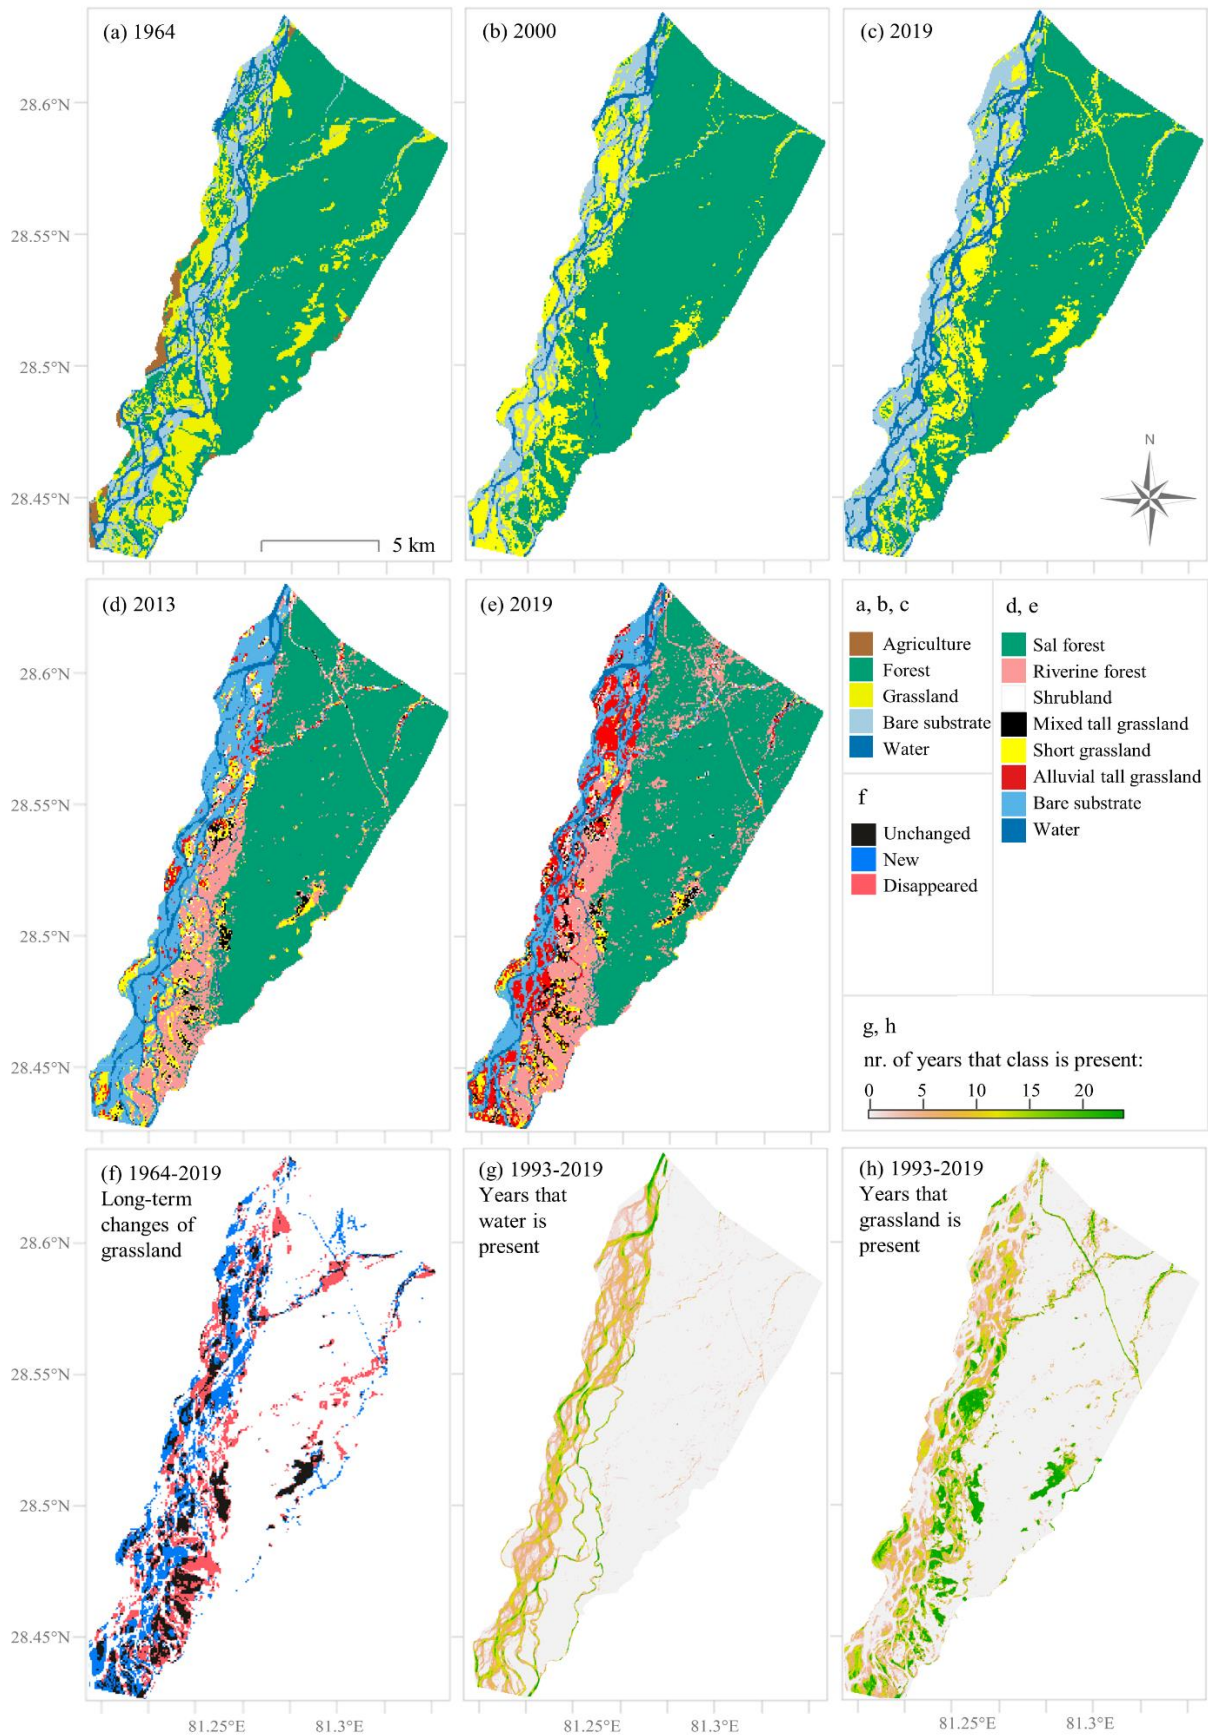 (a) 1964
(b) 2000
(c) 2019
28.6°N
28.55°N
28.5°N
28.45°N
5 km
N
(d) 2013
(e) 2019
28.6°N
28.55°N
28.5°N
28.45°N
a, b, c
Agriculture
Forest
Grassland
Bare substrate
Water
f
Unchanged
New
Disappeared
d, e
Sal forest
Riverine forest
Shrubland
Mixed tall grassland
Short grassland
Alluvial tall grassland
Bare substrate
Water
g, h
nr. of years that class is present:
0 5 10 15 20
(f) 1964-2019
Long-term
changes of
grassland
(g) 1993-2019
Years that
water is
present
(h) 1993-2019
Years that
grassland is
present
28.6°N
28.55°N
28.5°N
28.45°N
81.25°E 81.3°E
81.25°E 81.3°E
81.25°E 81.3°E